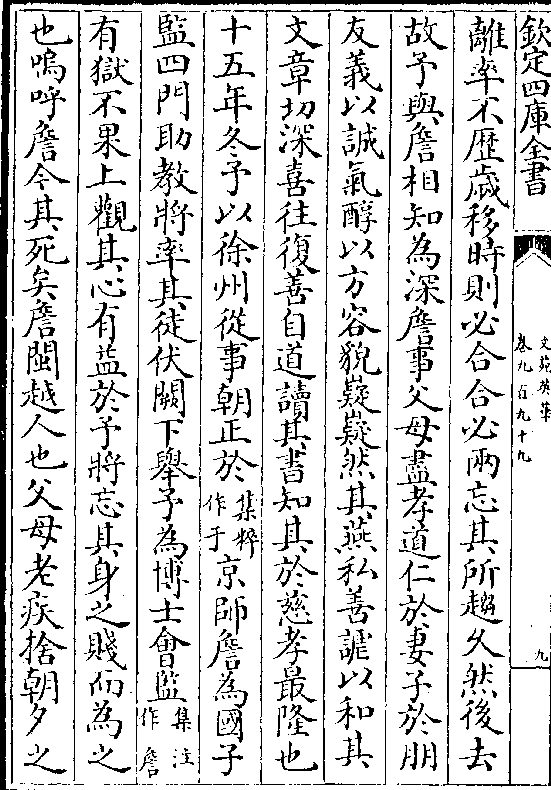 欽定四庫全書
文苑英華
卷九百九十九
九
離率不歴歳移時則必合合必兩忘其所趨乆然後去
故予與詹相知為深詹事父母盡孝道仁於妻子於朋
友義以誠氣醇以方容貌嶷嶷然其燕私善謔以和其
文章切深喜往復善自道讀其書知其於慈孝最隆也
十五年冬予以徐州從事朝正於集粹作于京師詹為國子
監四門助教將率其徒伏闕下舉予為博士會監集注作詹
有獄不果上觀其心有益於予將忘其身之賤而為之
也嗚呼詹今其死矣詹閩越人也父母老疾捨朝夕之